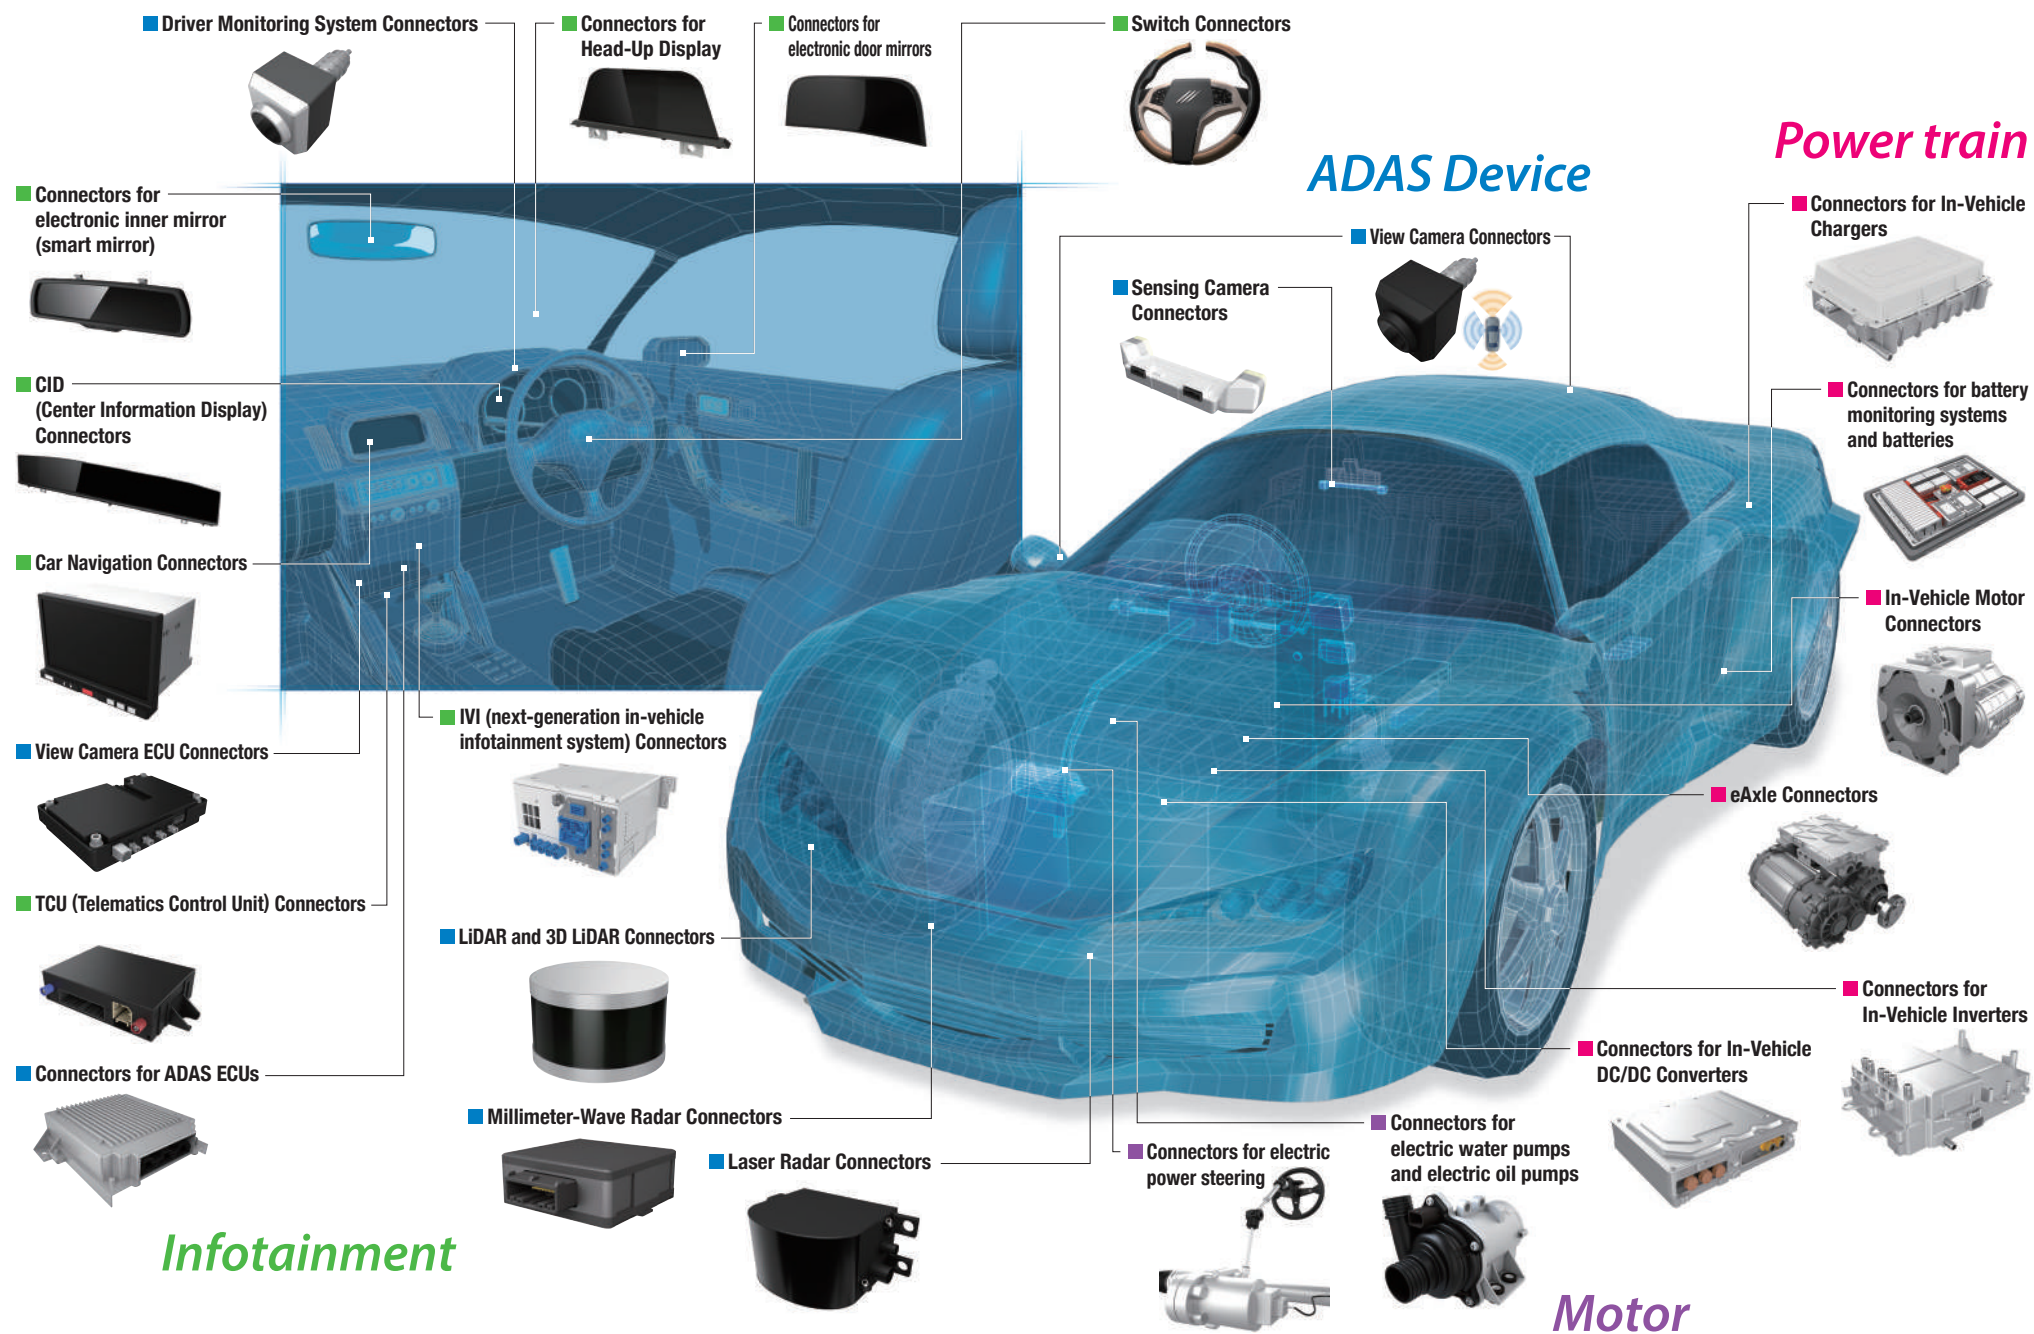 Driver Monitoring System Connectors
Connectors for
Head-Up Display
Connectors for
electronic door mirrors
Switch Connectors
Power train
ADAS Device
Connectors for
electronic inner mirror
(smart mirror)
Connectors for In-Vehicle
Chargers
View Camera Connectors
Sensing Camera
Connectors
CID
(Center Information Display)
Connectors
Connectors for battery
monitoring systems
and batteries
Car Navigation Connectors
In-Vehicle Motor
Connectors
IVI (next-generation in-vehicle
infotainment system) Connectors
View Camera ECU Connectors
eAxle Connectors
TCU (Telematics Control Unit) Connectors
LiDAR and 3D LiDAR Connectors
Connectors for
In-Vehicle Inverters
Connectors for In-Vehicle
DC/DC Converters
Connectors for ADAS ECUs
Millimeter-Wave Radar Connectors
Connectors for
electric water pumps
and electric oil pumps
Connectors for electric
power steering
Laser Radar Connectors
Infotainment
Motor